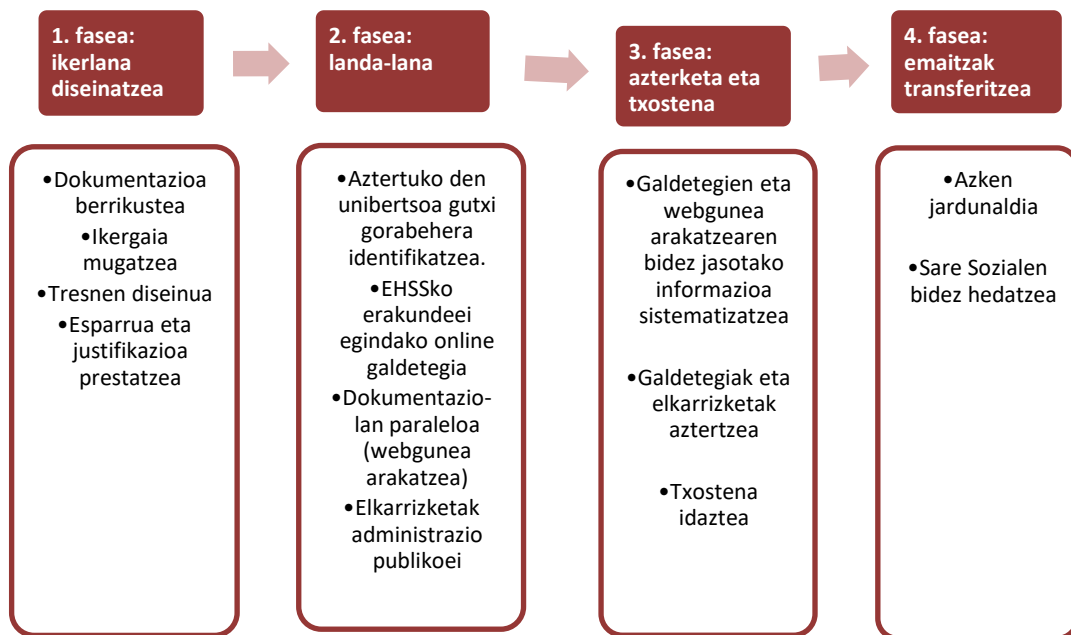 1. fasea:
ikerlana
diseinatzea
2. fasea:
landa-lana
3. fasea:
azterketa eta
txostena
4. fasea:
emaitzak
transferitzea
•Dokumentazioa
berrikustea
•Ikergaia
mugatzea
•Tresnen diseinua
•Esparrua eta
justifikazioa
prestatzea
•Aztertuko den
unibertsoa gutxi
gorabehera
identifikatzea.
•EHSSko
erakundeei
egindako online
galdetegia
•Dokumentazio-
lan paraleloa
(webgunea
arakatzea)
•Elkarrizketak
administrazio
publikoei
•Galdetegien eta
webgunea
arakatzearen
bidez jasotako
informazioa
sistematizatzea
•Galdetegiak eta
elkarrizketak
aztertzea
•Txostena
idaztea
•Azken
jardunaldia
•Sare Sozialen
bidez hedatzea